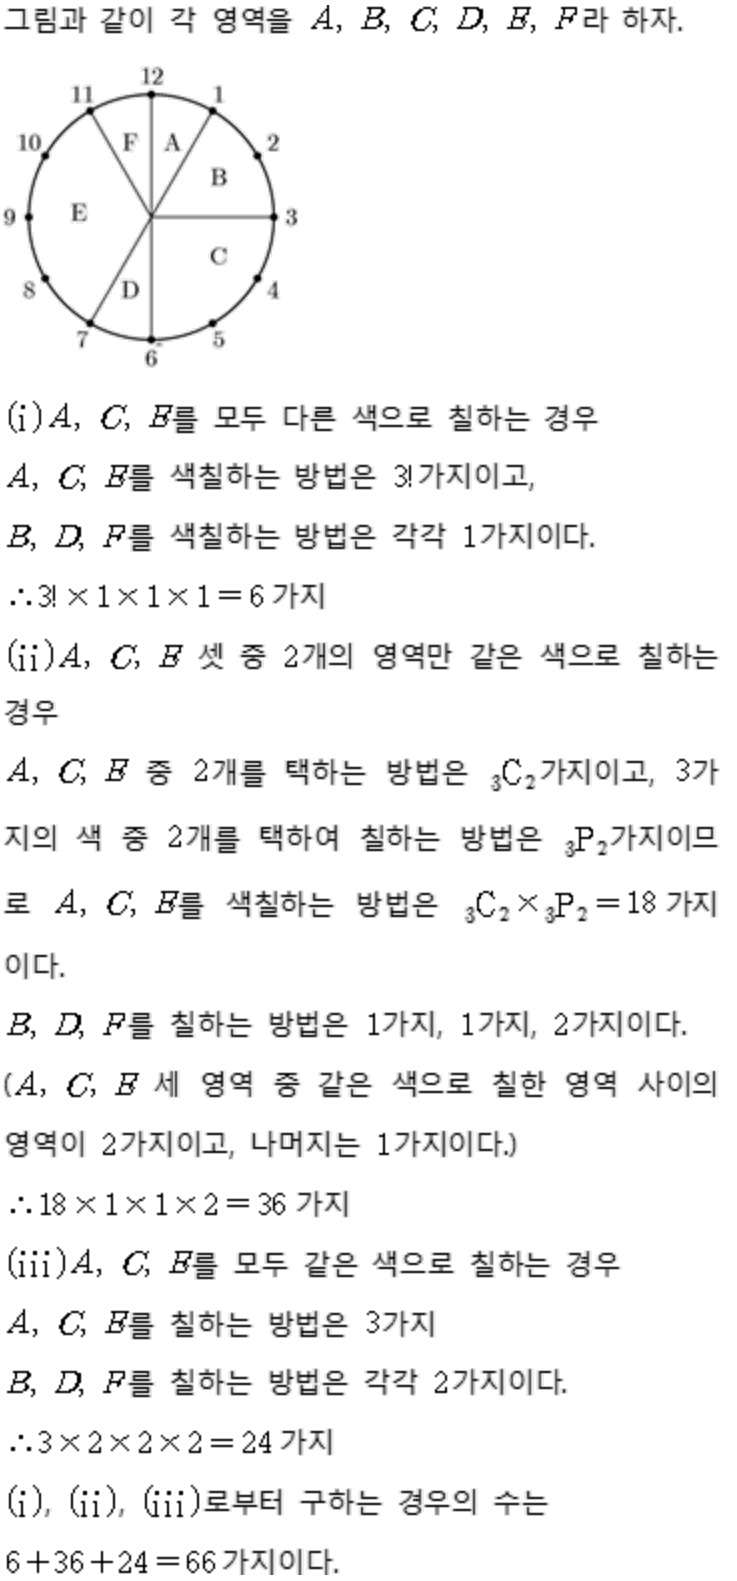 그림과 같이 각 영역을 A, B, C, D, E, F라 하자.
12
11
1
F
A
10
2
B
9
E
3
C
8
D
4
7
5
6
(i)A, C, E를 모두 다른 색으로 칠하는 경우
A, C, E를 색칠하는 방법은 3!가지이고,
B, D, F를 색칠하는 방법은 각각 1가지이다.
∴3!×1×1×1=6 가지
(ii)A, C, E 셋 중 2개의 영역만 같은 색으로 칠하는
경우
A, C, E 중 2개를 택하는 방법은 ₃C₂가지이고, 3가
지의 색 중 2개를 택하여 칠하는 방법은 ₃P₂가지이므
로 A, C, E를 색칠하는 방법은 ₃C₂×₃P₂=18 가지
이다.
B, D, F를 칠하는 방법은 1가지, 1가지, 2가지이다.
(A, C, E 세 영역 중 같은 색으로 칠한 영역 사이의
영역이 2가지이고, 나머지는 1가지이다.)
∴18×1×1×2=36 가지
(iii)A, C, E를 모두 같은 색으로 칠하는 경우
A, C, E를 칠하는 방법은 3가지
B, D, F를 칠하는 방법은 각각 2가지이다.
∴3×2×2×2=24 가지
(i), (ii), (iii)로부터 구하는 경우의 수는
6+36+24=66 가지이다.